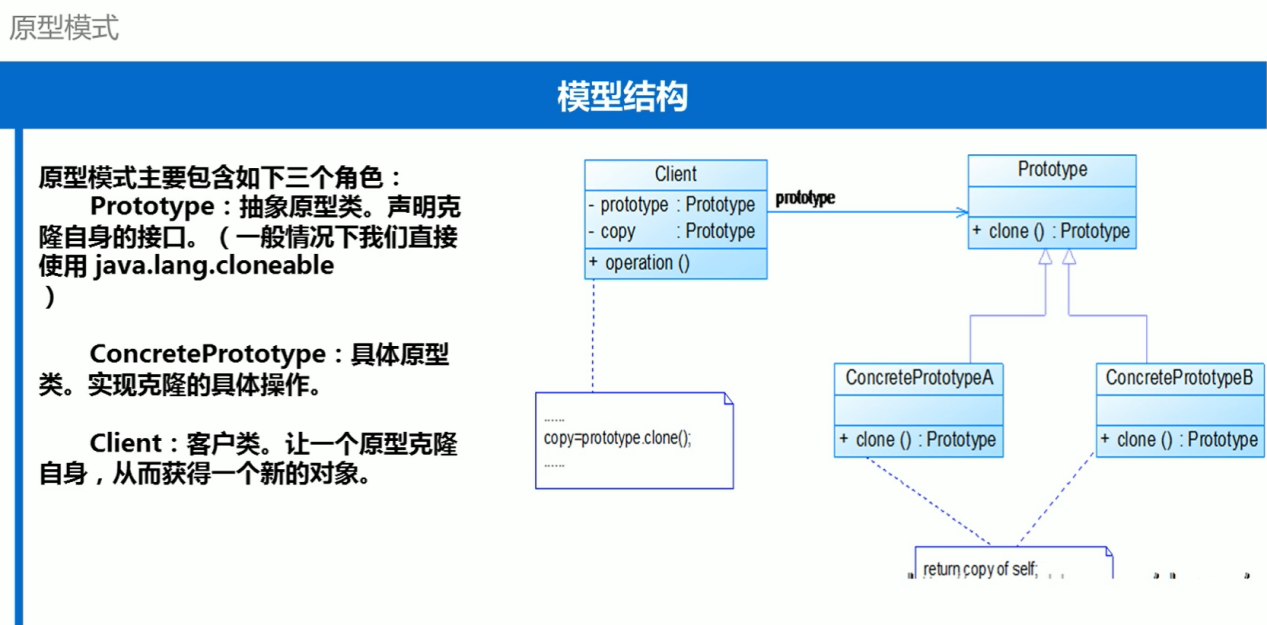 原型模式
模型结构
原型模式主要包含如下三个角色：
Prototype：抽象原型类。声明克
隆自身的接口。（一般情况下我们直接
使用 java.lang.cloneable
）
ConcretePrototype：具体原型
类。实现克隆的具体操作。
Client：客户类。让一个原型克隆
自身，从而获得一个新的对象。
Client
- prototype : Prototype
- copy : Prototype
+ operation ()
prototype
Prototype
+ clone () : Prototype
......
copy=prototype.clone();
......
ConcretePrototypeA
+ clone () : Prototype
ConcretePrototypeB
+ clone () : Prototype
return copy of self;